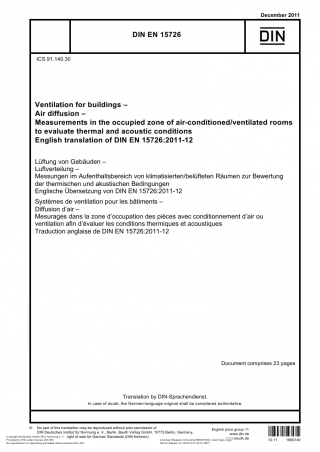 December 2011
DIN EN 15726
DIN
ICS 91.140.30
Ventilation for buildings –
Air diffusion –
Measurements in the occupied zone of air-conditioned/ventilated rooms
to evaluate thermal and acoustic conditions
English translation of DIN EN 15726:2011-12
Lüftung von Gebäuden –
Luftverteilung –
Messungen im Aufenthaltsbereich von klimatisierten/belüfteten Räumen zur Bewertung
der thermischen und akustischen Bedingungen
Englische Übersetzung von DIN EN 15726:2011-12
Systèmes de ventilation pour les bâtiments –
Diffusion d'air –
Mesurages dans la zone d'occupation des pièces avec conditionnement d'air ou
ventilation afin d'évaluer les conditions thermiques et acoustiques
Traduction anglaise de DIN EN 15726:2011-12
Document comprises 23 pages
Translation by DIN-Sprachendienst.
In case of doubt, the German-language original shall be considered authoritative.
© No part of this translation may be reproduced without prior permission of
DIN Deutsches Institut für Normung e. V., Berlin. Beuth Verlag GmbH, 10772 Berlin, Germany,
right of sale for German Standards (DIN-Normen).
English price group 11
www.din.de
beuth.de
12.11